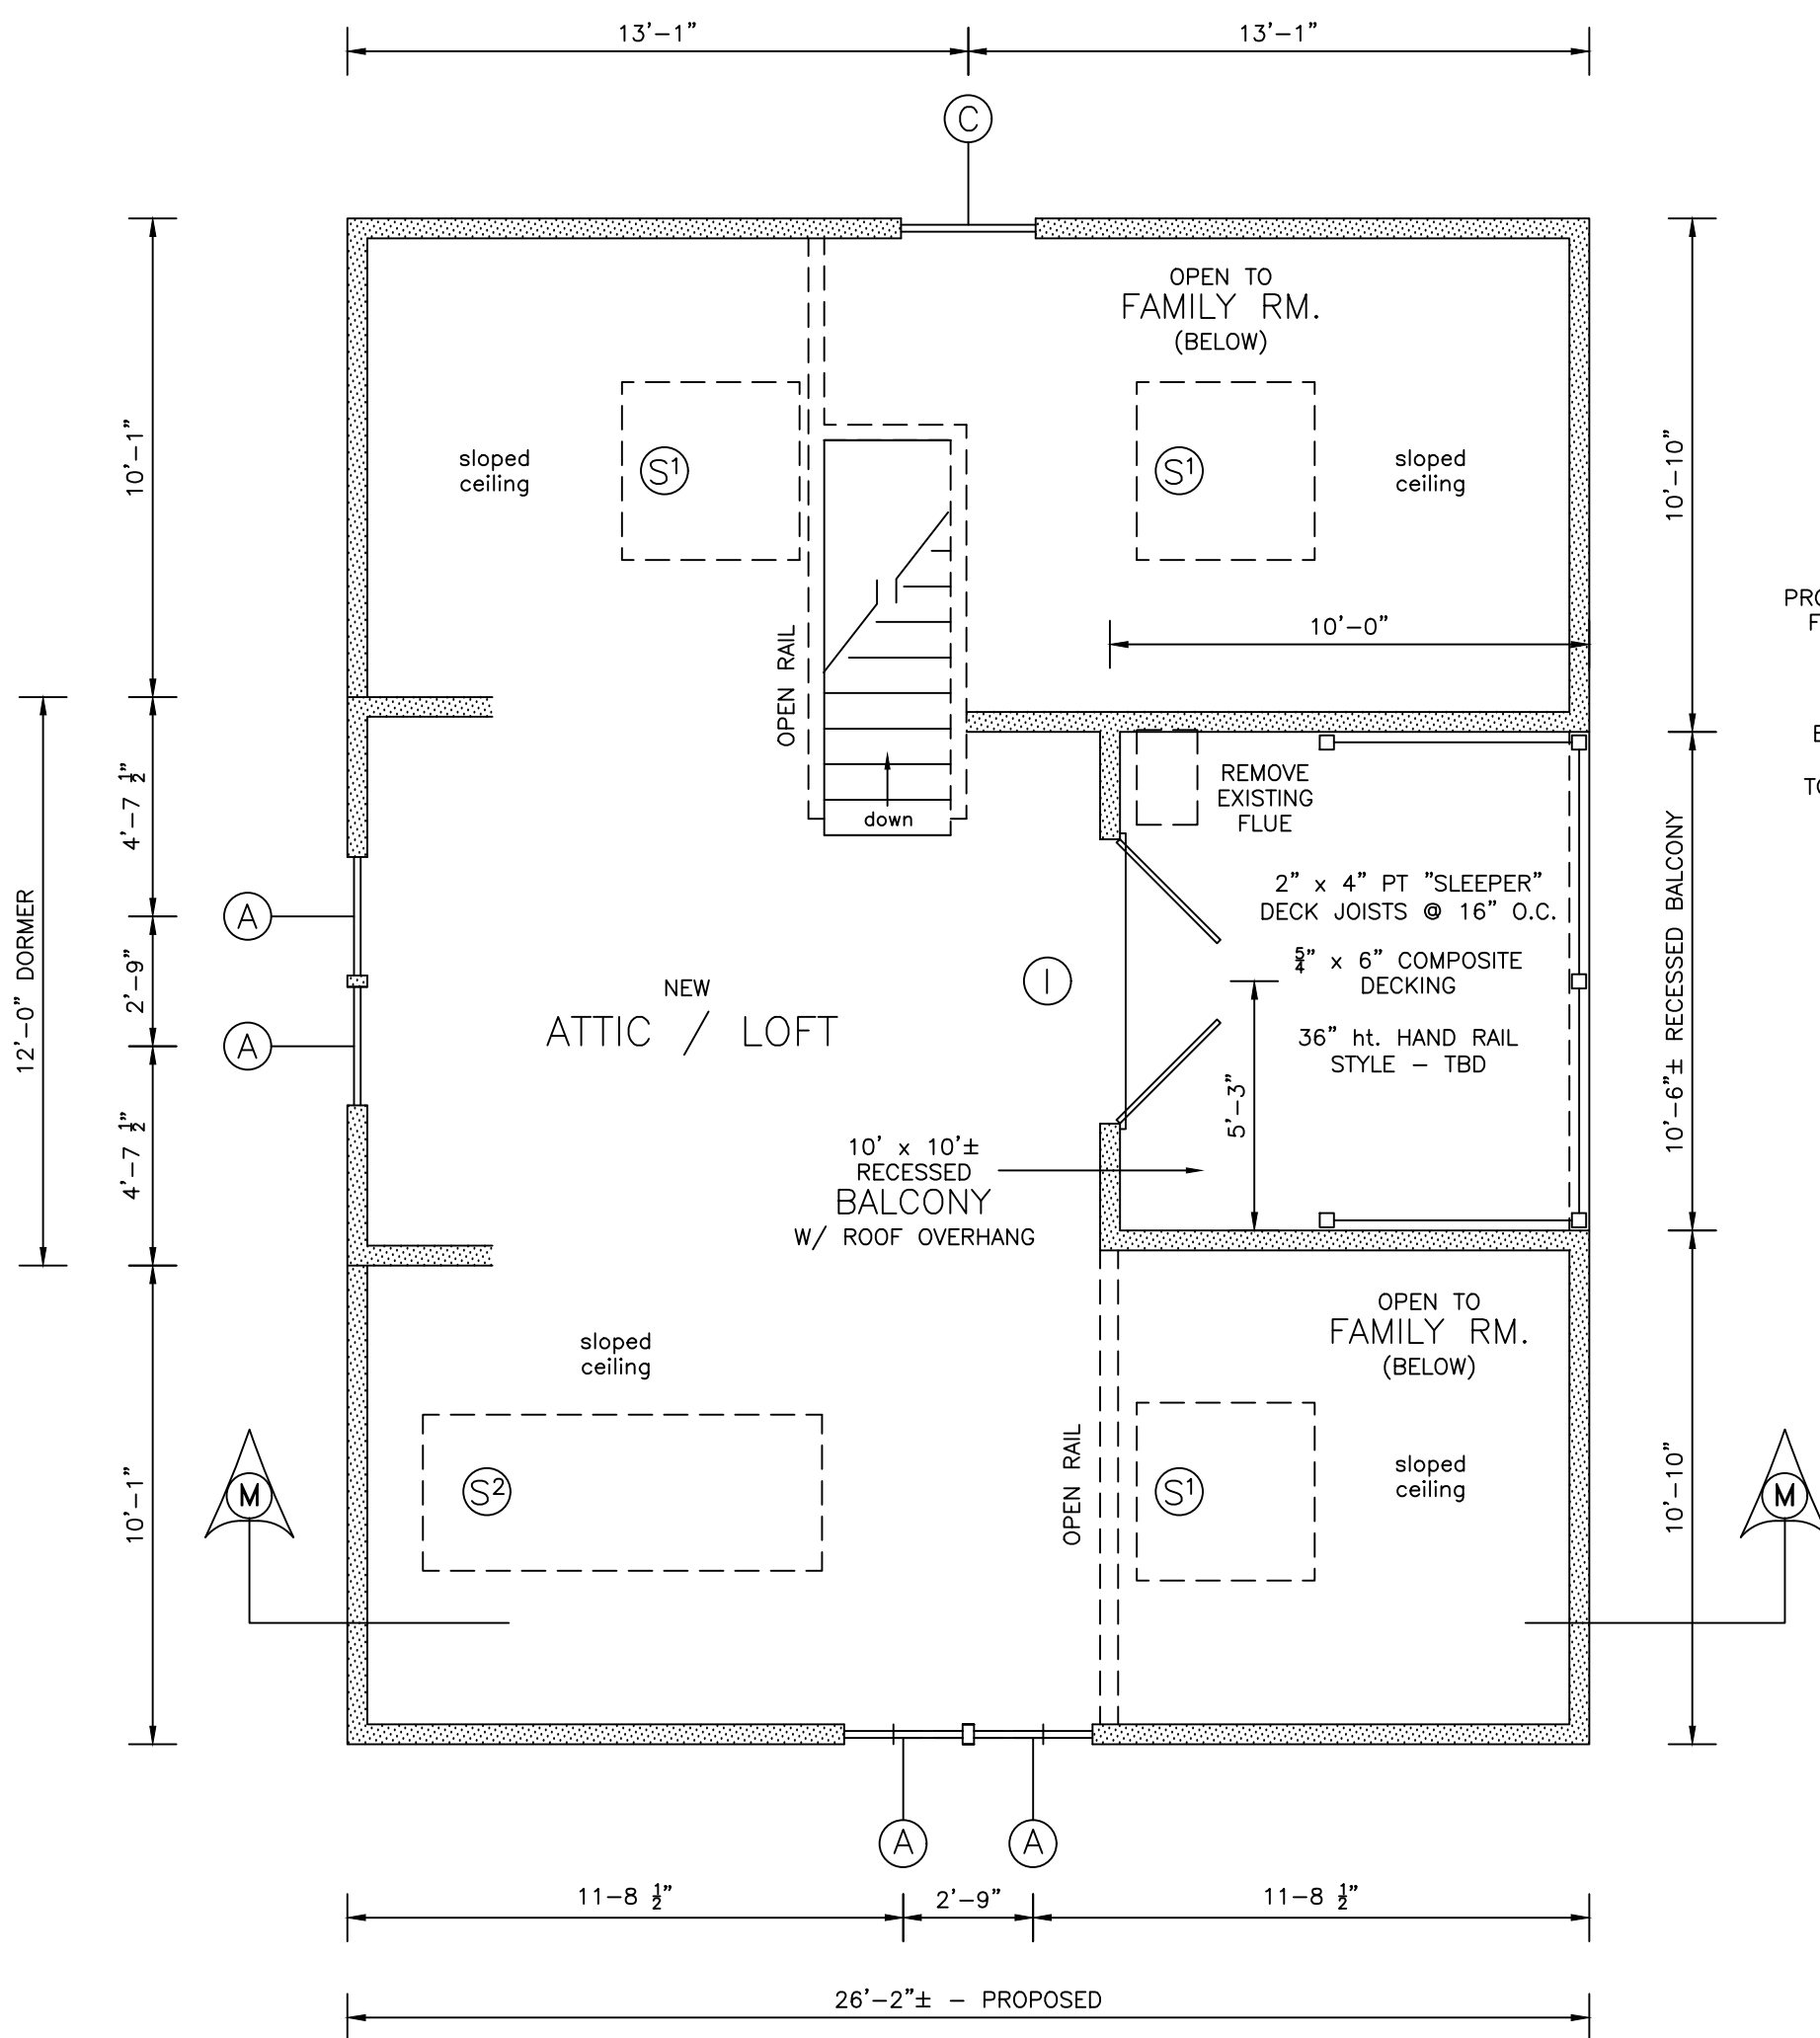 13'-1"
13'-1"
C
OPEN TO
FAMILY RM.
(BELOW)
sloped
ceiling
S1
S1
sloped
ceiling
10'-1"
10'-10"
10'-0"
OPEN RAIL
down
REMOVE
EXISTING
FLUE
4'-7 1/2"
A
2'-9"
A
4'-7 1/2"
12'-0" DORMER
NEW
ATTIC / LOFT
I
2" x 4" PT "SLEEPER"
DECK JOISTS @ 16" O.C.
5/4" x 6" COMPOSITE
DECKING
36" ht. HAND RAIL
STYLE - TBD
5'-3"
10'-6"± RECESSED BALCONY
10' x 10'±
RECESSED
BALCONY
W/ ROOF OVERHANG
sloped
ceiling
OPEN TO
FAMILY RM.
(BELOW)
S2
OPEN RAIL
S1
sloped
ceiling
M
M
10'-1"
10'-10"
A
A
11-8 1/2"
2'-9"
11-8 1/2"
26'-2"± - PROPOSED